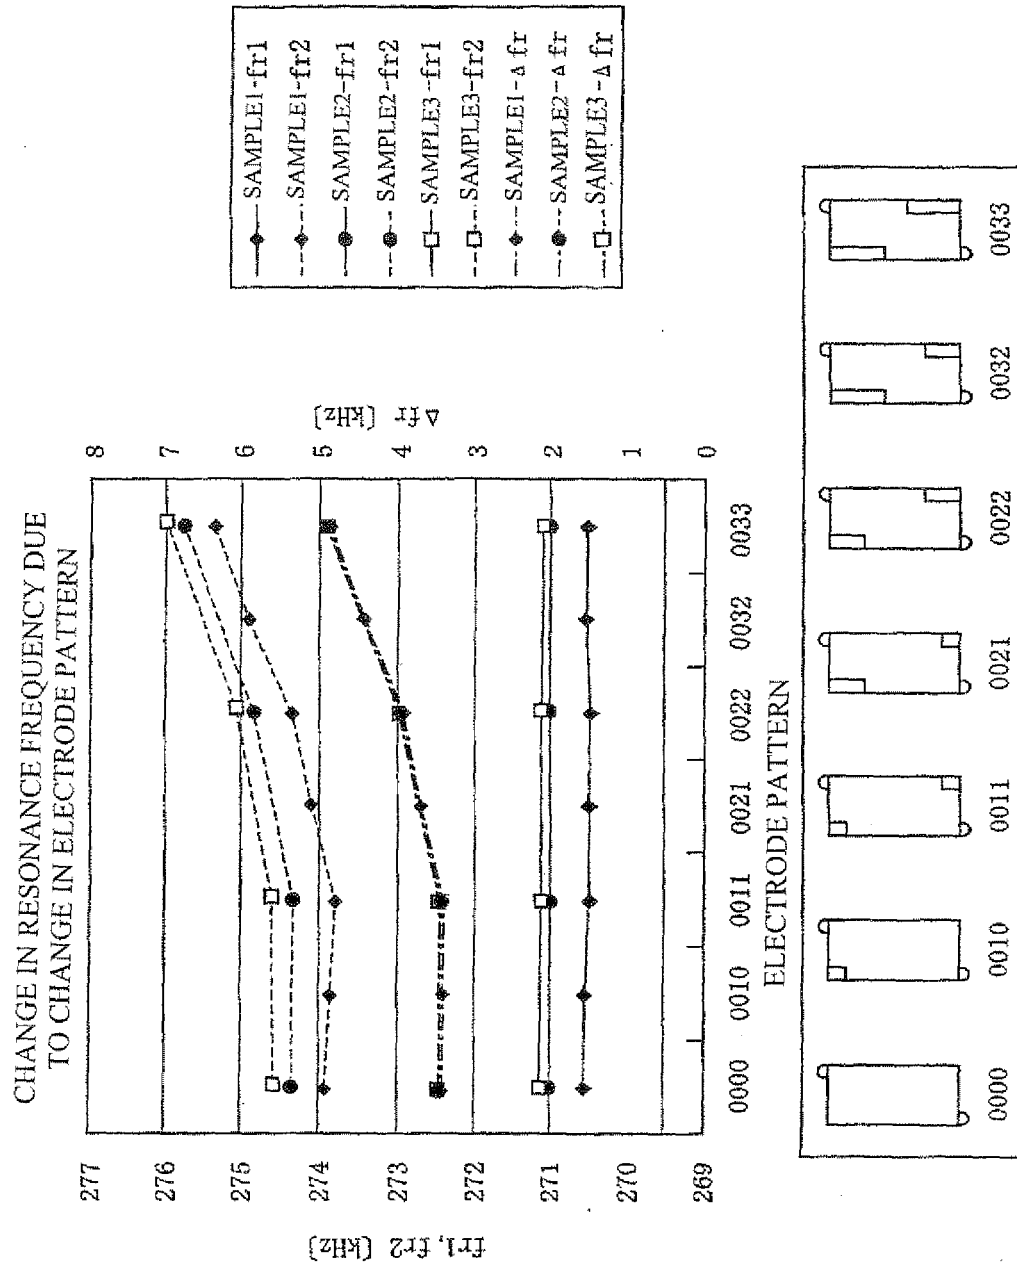 CHANGE IN RESONANCE FREQUENCY DUE
TO CHANGE IN ELECTRODE PATTERN
fr1, fr2 [kHz]
277
276
275
274
273
272
271
270
269
Δfr [kHz]
8
7
6
5
4
3
2
1
0
0000 0010 0011 0021 0022 0032 0033
ELECTRODE PATTERN
SAMPLE1-fr1
SAMPLE1-fr2
SAMPLE2-fr1
SAMPLE2-fr2
SAMPLE3-fr1
SAMPLE3-fr2
SAMPLE1-Δfr
SAMPLE2-Δfr
SAMPLE3-Δfr
0000 0010 0011 0021 0022 0032 0033